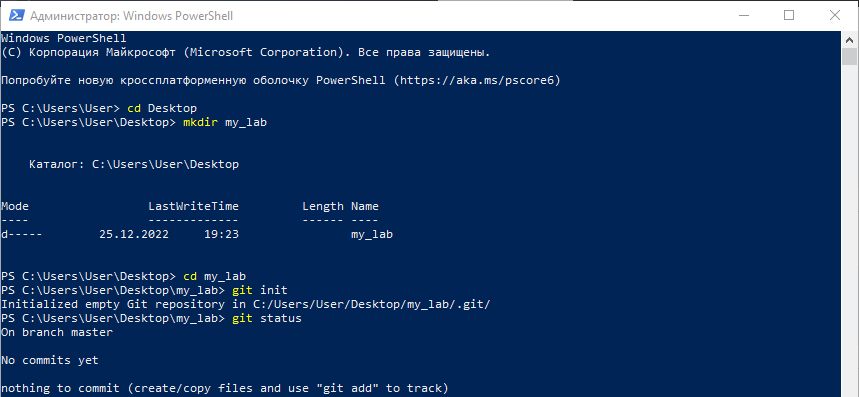 Администратор: Windows PowerShell
Windows PowerShell
(C) Корпорация Майкрософт (Microsoft Corporation). Все права защищены.
Попробуйте новую кроссплатформенную оболочку PowerShell (https://aka.ms/pscore6)
PS C:\Users\User> cd Desktop
PS C:\Users\User\Desktop> mkdir my_lab
Каталог: C:\Users\User\Desktop
Mode LastWriteTime Length Name
---- ------------- ------ ----
d----- 25.12.2022 19:23 my_lab
PS C:\Users\User\Desktop> cd my_lab
PS C:\Users\User\Desktop\my_lab> git init
Initialized empty Git repository in C:/Users/User/Desktop/my_lab/.git/
PS C:\Users\User\Desktop\my_lab> git status
On branch master
No commits yet
nothing to commit (create/copy files and use "git add" to track)